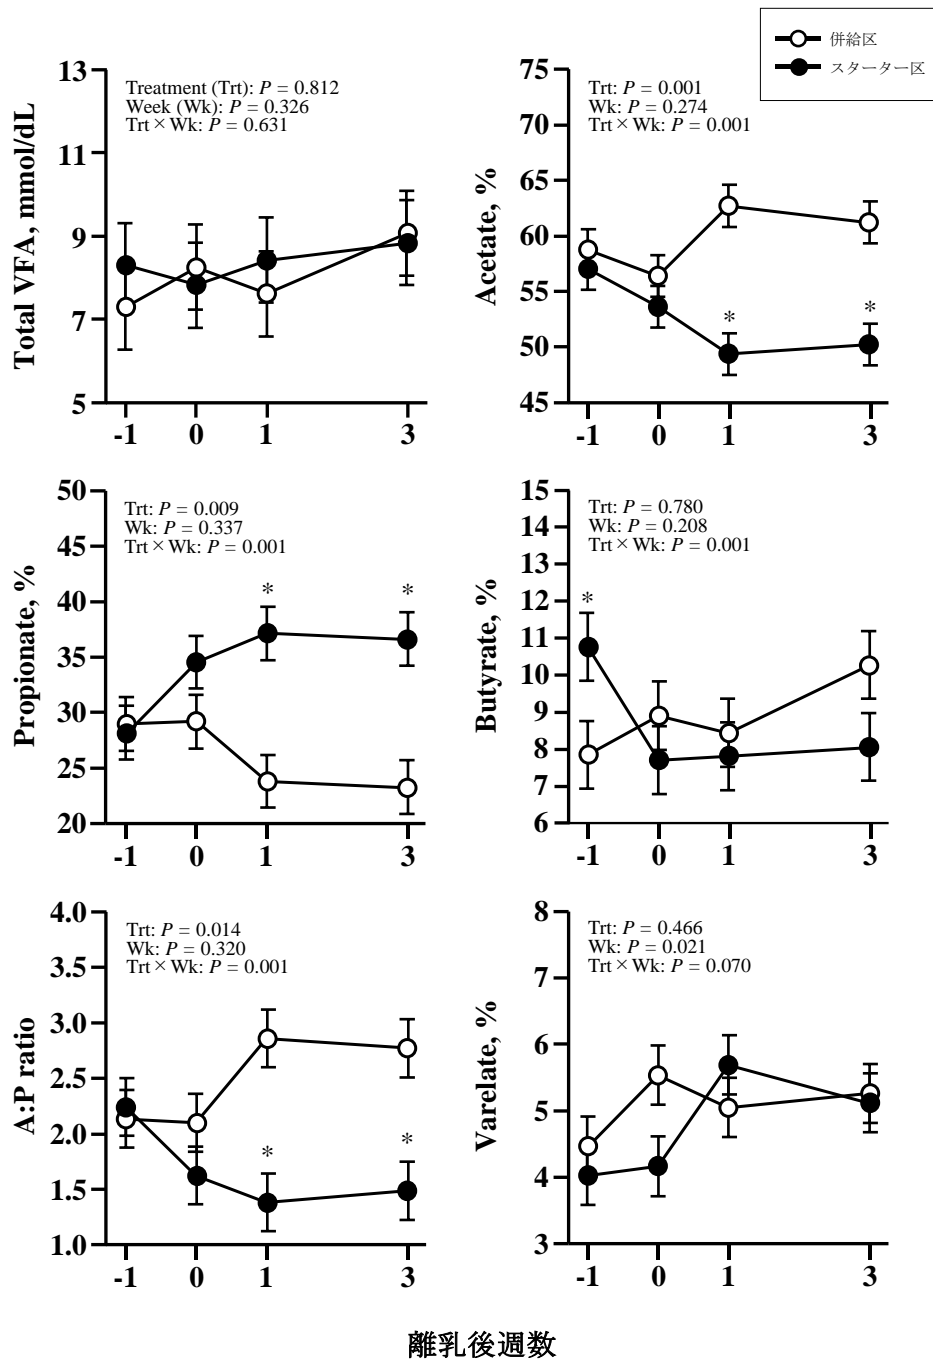 併給区
スターター区
Total VFA, mmol/dL
Treatment (Trt): P = 0.812
Week (Wk): P = 0.326
Trt × Wk: P = 0.631
13
11
9
7
5
-1 0 1 3
Acetate, %
Trt: P = 0.001
Wk: P = 0.274
Trt × Wk: P = 0.001
75
70
65
60
55
50
45
* *
-1 0 1 3
Propionate, %
Trt: P = 0.009
Wk: P = 0.337
Trt × Wk: P = 0.001
50
45
40
35
30
25
20
* *
-1 0 1 3
Butyrate, %
Trt: P = 0.780
Wk: P = 0.208
Trt × Wk: P = 0.001
15
14
13
12
11
10
9
8
7
6
*
-1 0 1 3
A:P ratio
Trt: P = 0.014
Wk: P = 0.320
Trt × Wk: P = 0.001
4.0
3.5
3.0
2.5
2.0
1.5
1.0
* *
-1 0 1 3
Varelate, %
Trt: P = 0.466
Wk: P = 0.021
Trt × Wk: P = 0.070
8
7
6
5
4
3
-1 0 1 3
離乳後週数